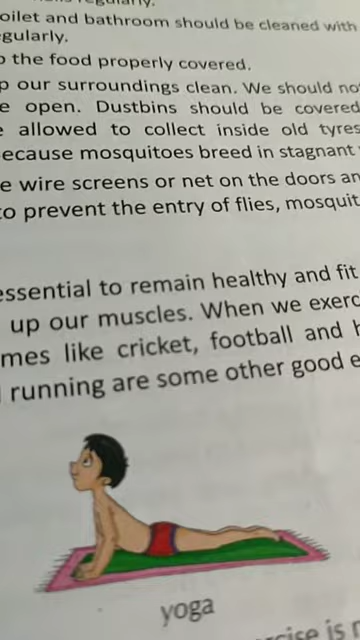 oilet and bathroom should be cleaned with
egularly.
the food properly covered.
p our surroundings clean. We should no
e open. Dustbins should be covered
e allowed to collect inside old tyres
ecause mosquitoes breed in stagnant
e wire screens or net on the doors an
to prevent the entry of flies, mosquit
essential to remain healthy and fit
up our muscles. When we exerc
mes like cricket, football and h
running are some other good e
yoga
is